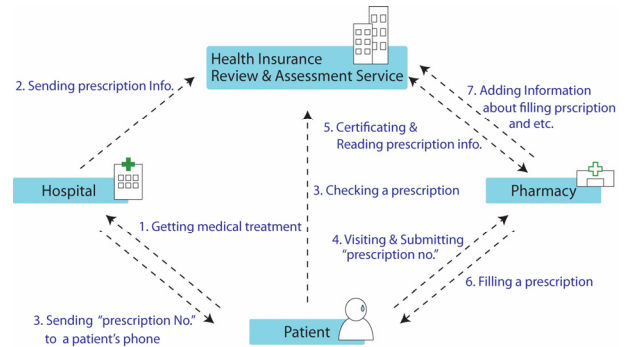 Health Insurance
Review & Assessment Service
2. Sending prescription Info.
7. Adding Information
about filling prscription
and etc.
5. Certificating &
Reading prescription info.
Hospital
3. Checking a prescription
Pharmacy
1. Getting medical treatment
4. Visiting & Submitting
"prescription no."
6. Filling a prescription
3. Sending "prescription No."
to a patient's phone
Patient